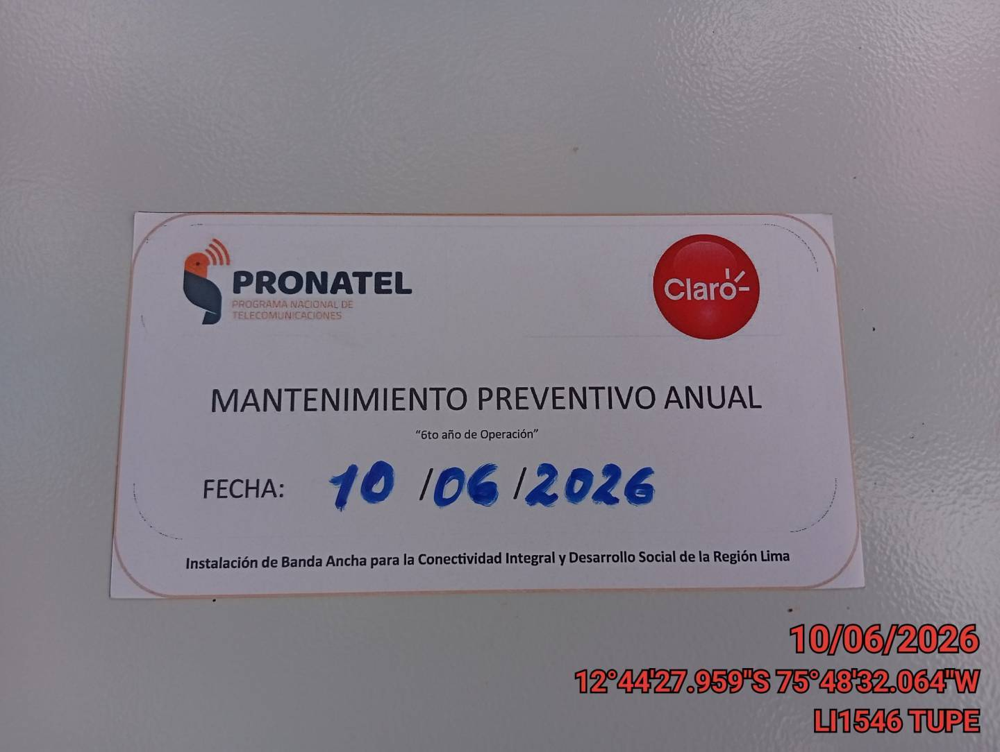 PRONATEL
PROGRAMA NACIONAL DE
TELECOMUNICACIONES
Claro
MANTENIMIENTO PREVENTIVO ANUAL
“6to año de Operación”
FECHA: 10 /06 /2026
Instalación de Banda Ancha para la Conectividad Integral y Desarrollo Social de la Región Lima
10/06/2026
12°44'27.959"S 75°48'32.064"W
LI1546 TUPE